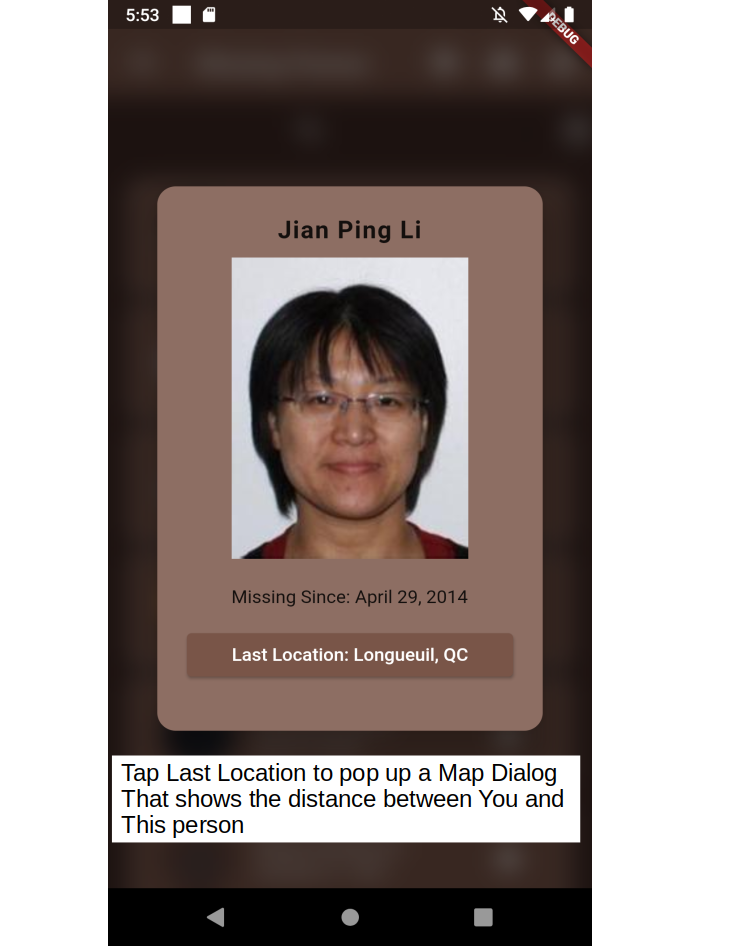 5:53
DEBUG
Jian Ping Li
Missing Since: April 29, 2014
Last Location: Longueuil, QC
Tap Last Location to pop up a Map Dialog
That shows the distance between You and
This person